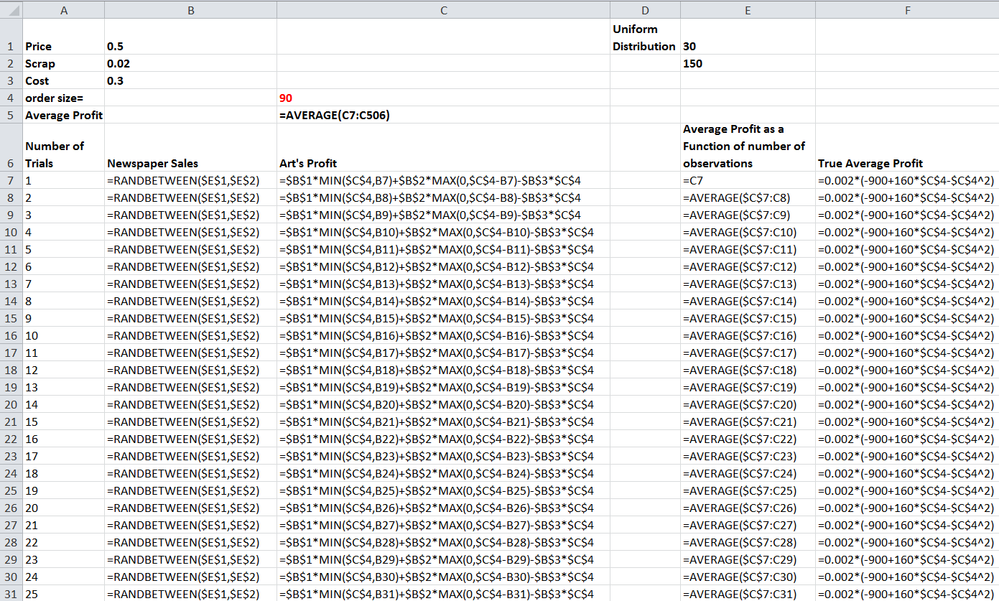 A B C D E F
Uniform
1 Price 0.5 Distribution 30
2 Scrap 0.02 150
3 Cost 0.3
4 order size= 90
5 Average Profit =AVERAGE(C7:C506)
Average Profit as a
Number of Function of number of
6 Trials Newspaper Sales Art's Profit observations True Average Profit
7 1 =RANDBETWEEN($E$1,$E$2) =$B$1*MIN($C$4,B7)+$B$2*MAX(0,$C$4-B7)-$B$3*$C$4 =C7 =0.002*(-900+160*$C$4-$C$4^2)
8 2 =RANDBETWEEN($E$1,$E$2) =$B$1*MIN($C$4,B8)+$B$2*MAX(0,$C$4-B8)-$B$3*$C$4 =AVERAGE($C$7:C8) =0.002*(-900+160*$C$4-$C$4^2)
9 3 =RANDBETWEEN($E$1,$E$2) =$B$1*MIN($C$4,B9)+$B$2*MAX(0,$C$4-B9)-$B$3*$C$4 =AVERAGE($C$7:C9) =0.002*(-900+160*$C$4-$C$4^2)
10 4 =RANDBETWEEN($E$1,$E$2) =$B$1*MIN($C$4,B10)+$B$2*MAX(0,$C$4-B10)-$B$3*$C$4 =AVERAGE($C$7:C10) =0.002*(-900+160*$C$4-$C$4^2)
11 5 =RANDBETWEEN($E$1,$E$2) =$B$1*MIN($C$4,B11)+$B$2*MAX(0,$C$4-B11)-$B$3*$C$4 =AVERAGE($C$7:C11) =0.002*(-900+160*$C$4-$C$4^2)
12 6 =RANDBETWEEN($E$1,$E$2) =$B$1*MIN($C$4,B12)+$B$2*MAX(0,$C$4-B12)-$B$3*$C$4 =AVERAGE($C$7:C12) =0.002*(-900+160*$C$4-$C$4^2)
13 7 =RANDBETWEEN($E$1,$E$2) =$B$1*MIN($C$4,B13)+$B$2*MAX(0,$C$4-B13)-$B$3*$C$4 =AVERAGE($C$7:C13) =0.002*(-900+160*$C$4-$C$4^2)
14 8 =RANDBETWEEN($E$1,$E$2) =$B$1*MIN($C$4,B14)+$B$2*MAX(0,$C$4-B14)-$B$3*$C$4 =AVERAGE($C$7:C14) =0.002*(-900+160*$C$4-$C$4^2)
15 9 =RANDBETWEEN($E$1,$E$2) =$B$1*MIN($C$4,B15)+$B$2*MAX(0,$C$4-B15)-$B$3*$C$4 =AVERAGE($C$7:C15) =0.002*(-900+160*$C$4-$C$4^2)
16 10 =RANDBETWEEN($E$1,$E$2) =$B$1*MIN($C$4,B16)+$B$2*MAX(0,$C$4-B16)-$B$3*$C$4 =AVERAGE($C$7:C16) =0.002*(-900+160*$C$4-$C$4^2)
17 11 =RANDBETWEEN($E$1,$E$2) =$B$1*MIN($C$4,B17)+$B$2*MAX(0,$C$4-B17)-$B$3*$C$4 =AVERAGE($C$7:C17) =0.002*(-900+160*$C$4-$C$4^2)
18 12 =RANDBETWEEN($E$1,$E$2) =$B$1*MIN($C$4,B18)+$B$2*MAX(0,$C$4-B18)-$B$3*$C$4 =AVERAGE($C$7:C18) =0.002*(-900+160*$C$4-$C$4^2)
19 13 =RANDBETWEEN($E$1,$E$2) =$B$1*MIN($C$4,B19)+$B$2*MAX(0,$C$4-B19)-$B$3*$C$4 =AVERAGE($C$7:C19) =0.002*(-900+160*$C$4-$C$4^2)
20 14 =RANDBETWEEN($E$1,$E$2) =$B$1*MIN($C$4,B20)+$B$2*MAX(0,$C$4-B20)-$B$3*$C$4 =AVERAGE($C$7:C20) =0.002*(-900+160*$C$4-$C$4^2)
21 15 =RANDBETWEEN($E$1,$E$2) =$B$1*MIN($C$4,B21)+$B$2*MAX(0,$C$4-B21)-$B$3*$C$4 =AVERAGE($C$7:C21) =0.002*(-900+160*$C$4-$C$4^2)
22 16 =RANDBETWEEN($E$1,$E$2) =$B$1*MIN($C$4,B22)+$B$2*MAX(0,$C$4-B22)-$B$3*$C$4 =AVERAGE($C$7:C22) =0.002*(-900+160*$C$4-$C$4^2)
23 17 =RANDBETWEEN($E$1,$E$2) =$B$1*MIN($C$4,B23)+$B$2*MAX(0,$C$4-B23)-$B$3*$C$4 =AVERAGE($C$7:C23) =0.002*(-900+160*$C$4-$C$4^2)
24 18 =RANDBETWEEN($E$1,$E$2) =$B$1*MIN($C$4,B24)+$B$2*MAX(0,$C$4-B24)-$B$3*$C$4 =AVERAGE($C$7:C24) =0.002*(-900+160*$C$4-$C$4^2)
25 19 =RANDBETWEEN($E$1,$E$2) =$B$1*MIN($C$4,B25)+$B$2*MAX(0,$C$4-B25)-$B$3*$C$4 =AVERAGE($C$7:C25) =0.002*(-900+160*$C$4-$C$4^2)
26 20 =RANDBETWEEN($E$1,$E$2) =$B$1*MIN($C$4,B26)+$B$2*MAX(0,$C$4-B26)-$B$3*$C$4 =AVERAGE($C$7:C26) =0.002*(-900+160*$C$4-$C$4^2)
27 21 =RANDBETWEEN($E$1,$E$2) =$B$1*MIN($C$4,B27)+$B$2*MAX(0,$C$4-B27)-$B$3*$C$4 =AVERAGE($C$7:C27) =0.002*(-900+160*$C$4-$C$4^2)
28 22 =RANDBETWEEN($E$1,$E$2) =$B$1*MIN($C$4,B28)+$B$2*MAX(0,$C$4-B28)-$B$3*$C$4 =AVERAGE($C$7:C28) =0.002*(-900+160*$C$4-$C$4^2)
29 23 =RANDBETWEEN($E$1,$E$2) =$B$1*MIN($C$4,B29)+$B$2*MAX(0,$C$4-B29)-$B$3*$C$4 =AVERAGE($C$7:C29) =0.002*(-900+160*$C$4-$C$4^2)
30 24 =RANDBETWEEN($E$1,$E$2) =$B$1*MIN($C$4,B30)+$B$2*MAX(0,$C$4-B30)-$B$3*$C$4 =AVERAGE($C$7:C30) =0.002*(-900+160*$C$4-$C$4^2)
31 25 =RANDBETWEEN($E$1,$E$2) =$B$1*MIN($C$4,B31)+$B$2*MAX(0,$C$4-B31)-$B$3*$C$4 =AVERAGE($C$7:C31) =0.002*(-900+160*$C$4-$C$4^2)